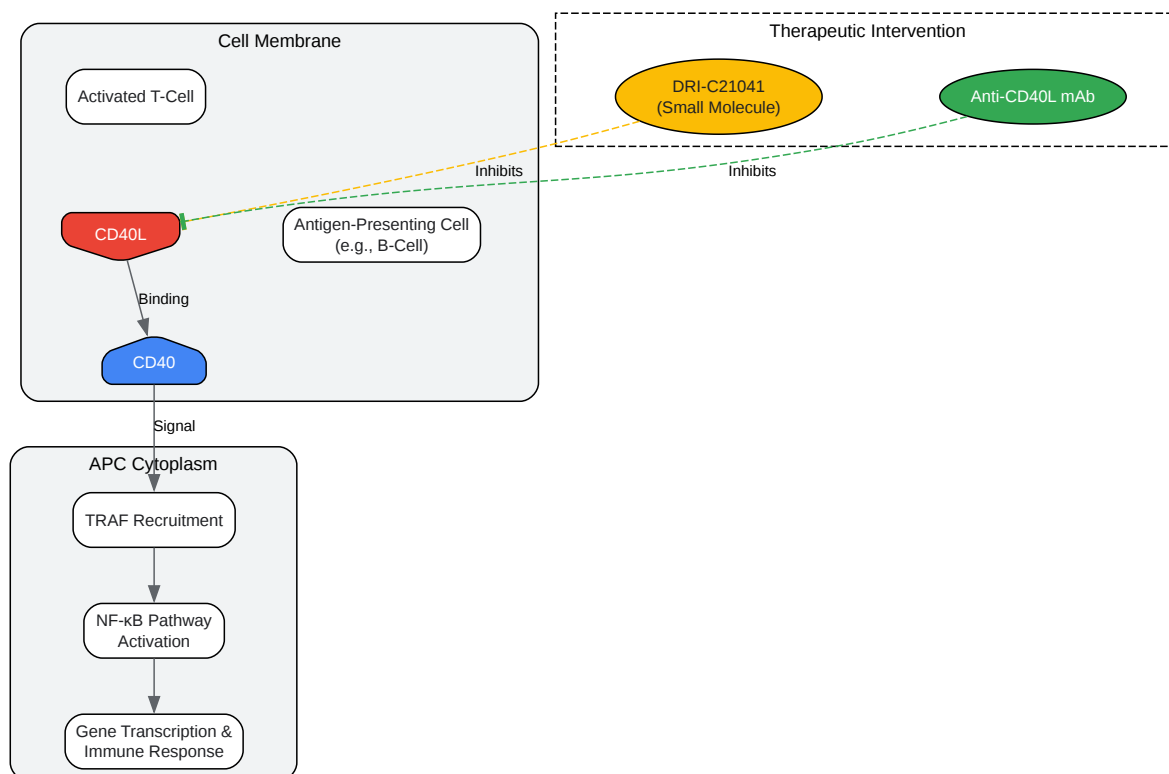 Cell Membrane
Therapeutic Intervention
Activated T-Cell
DRI-C21041
(Small Molecule)
Anti-CD40L mAb
Inhibits
Inhibits
CD40L
Antigen-Presenting Cell
(e.g., B-Cell)
Binding
CD40
Signal
APC Cytoplasm
TRAF Recruitment
NF-κB Pathway
Activation
Gene Transcription &
Immune Response